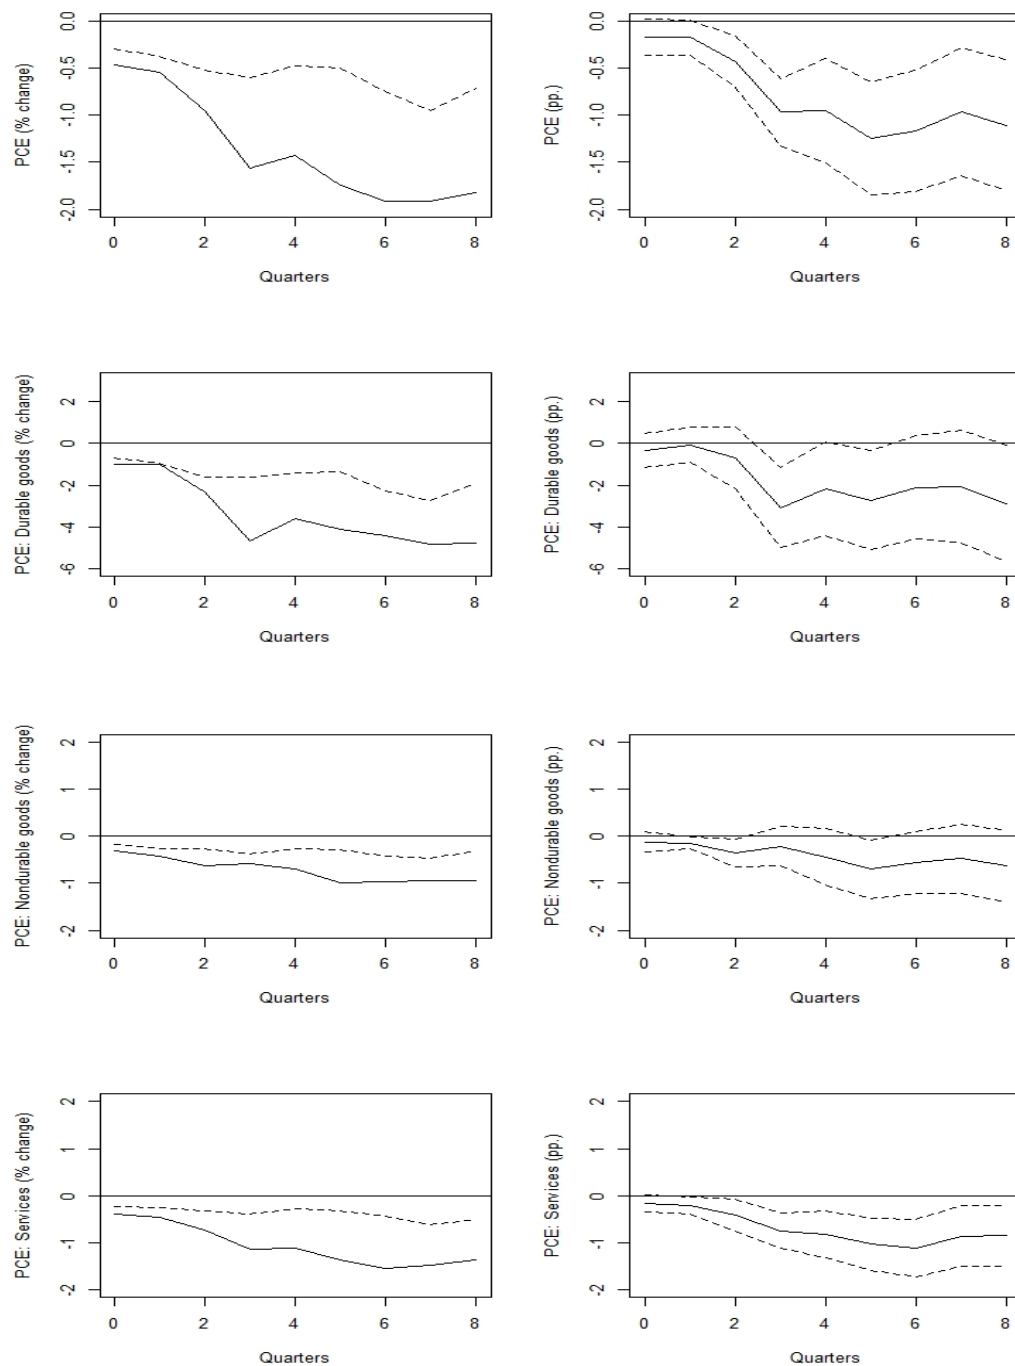 PCE (% change)
0.0
-0.5
-1.0
-1.5
-2.0
0 2 4 6 8
Quarters
PCE (pp.)
0.0
-0.5
-1.0
-1.5
-2.0
0 2 4 6 8
Quarters
PCE: Durable goods (% change)
2
0
-2
-4
-6
0 2 4 6 8
Quarters
PCE: Durable goods (pp.)
2
0
-2
-4
-6
0 2 4 6 8
Quarters
PCE: Nondurable goods (% change)
2
1
0
-1
-2
0 2 4 6 8
Quarters
PCE: Nondurable goods (pp.)
2
1
0
-1
-2
0 2 4 6 8
Quarters
PCE: Services (% change)
2
1
0
-1
-2
0 2 4 6 8
Quarters
PCE: Services (pp.)
2
1
0
-1
-2
0 2 4 6 8
Quarters